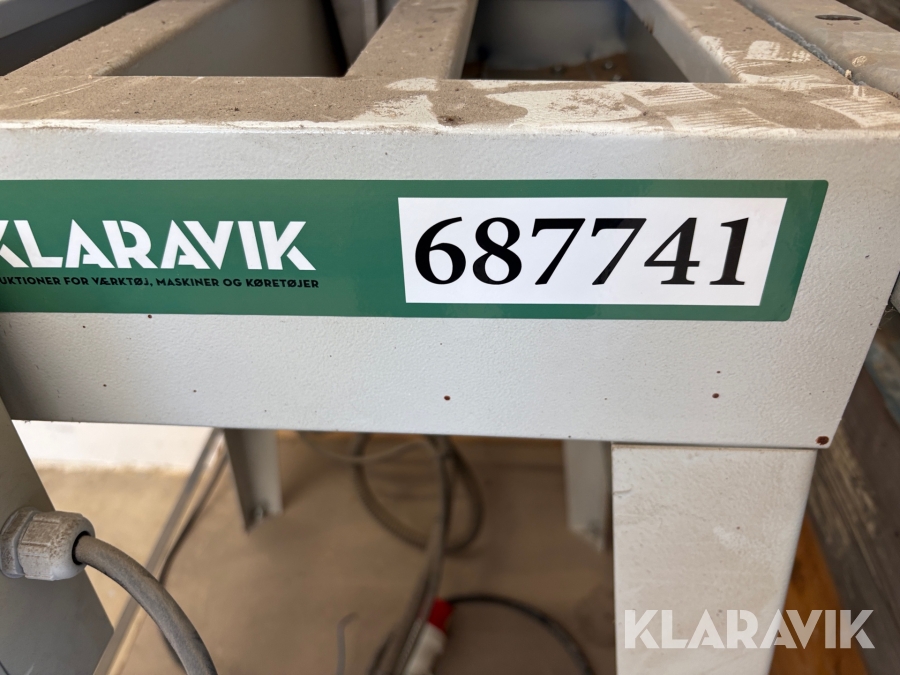 KLARAVIK
687741
UKTIONER FOR VÆRKTØJ, MASKINER OG KØRETØJER
KLARAVIK